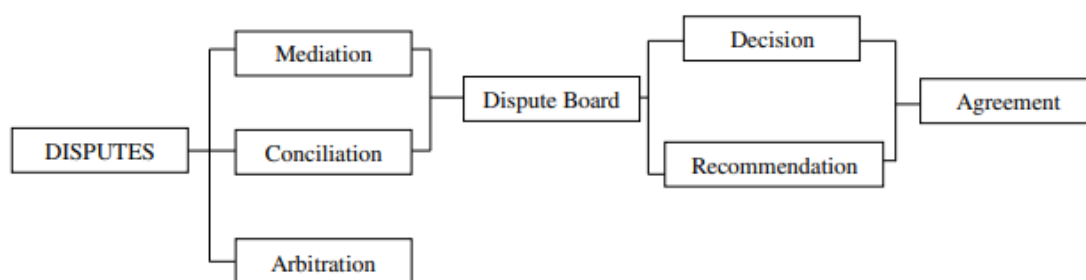 DISPUTES
Mediation
Conciliation
Arbitration
Dispute Board
Decision
Recommendation
Agreement